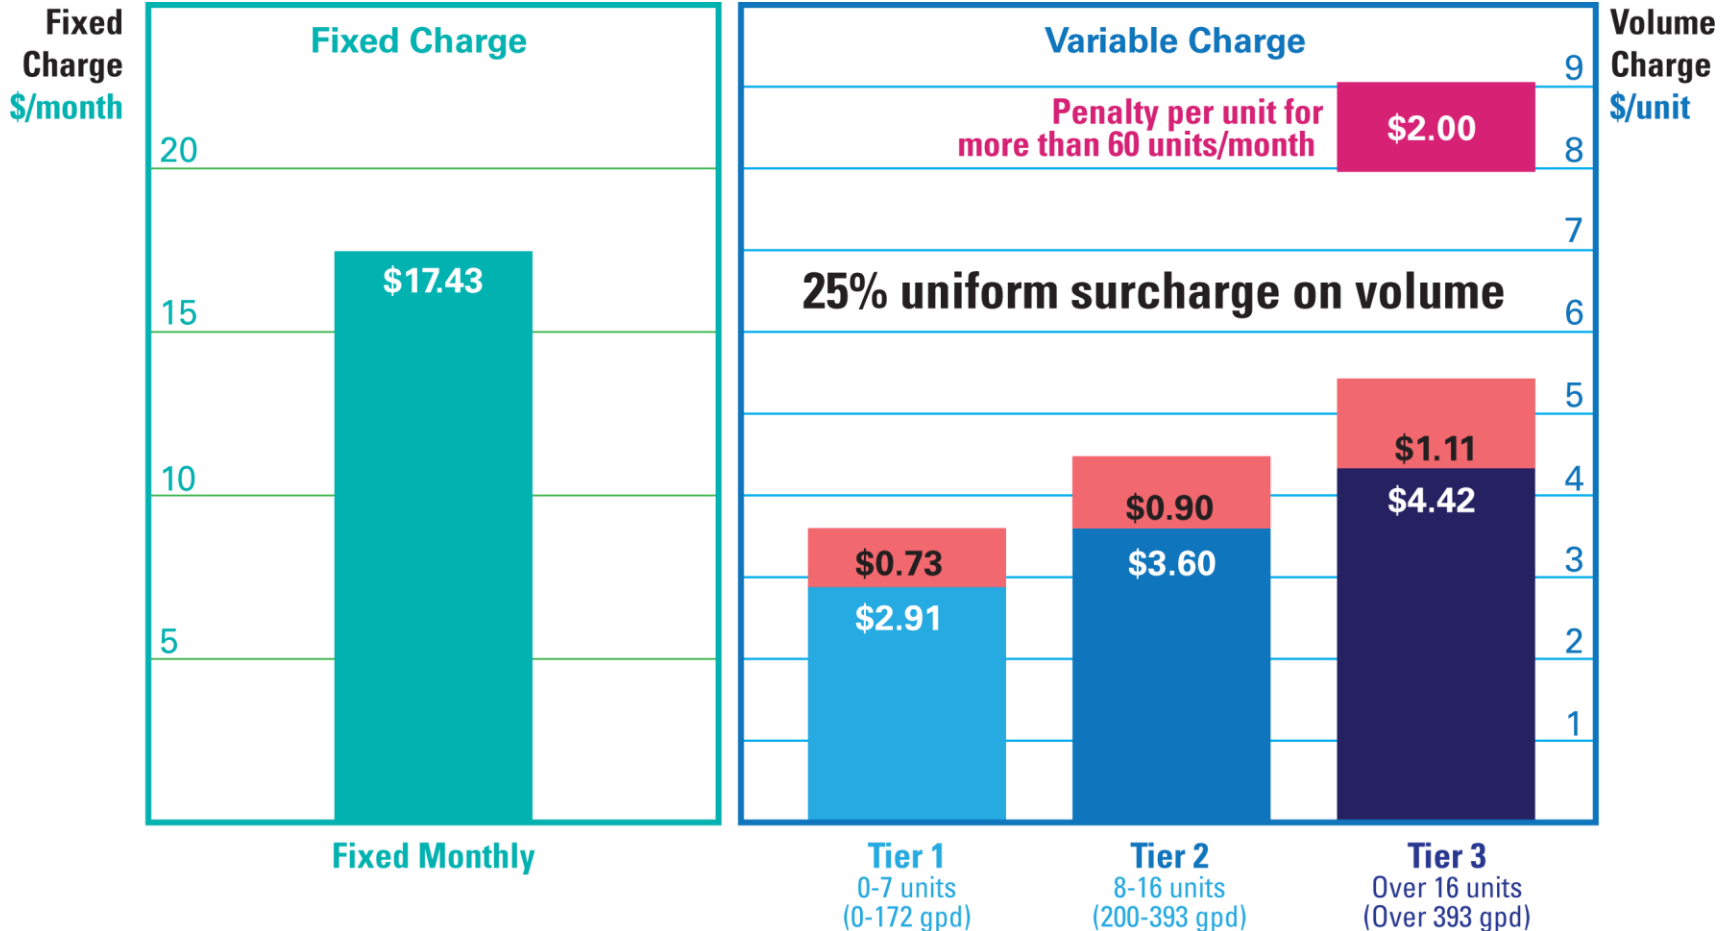 Fixed
Charge
$/month
Fixed Charge
20
15
10
5
$17.43
Fixed Monthly
Variable Charge
Volume
Charge
$/unit
9
8
7
6
5
4
3
2
1
Penalty per unit for
more than 60 units/month
$2.00
25% uniform surcharge on volume
$0.73
$2.91
$0.90
$3.60
$1.11
$4.42
Tier 1
0-7 units
(0-172 gpd)
Tier 2
8-16 units
(200-393 gpd)
Tier 3
Over 16 units
(Over 393 gpd)